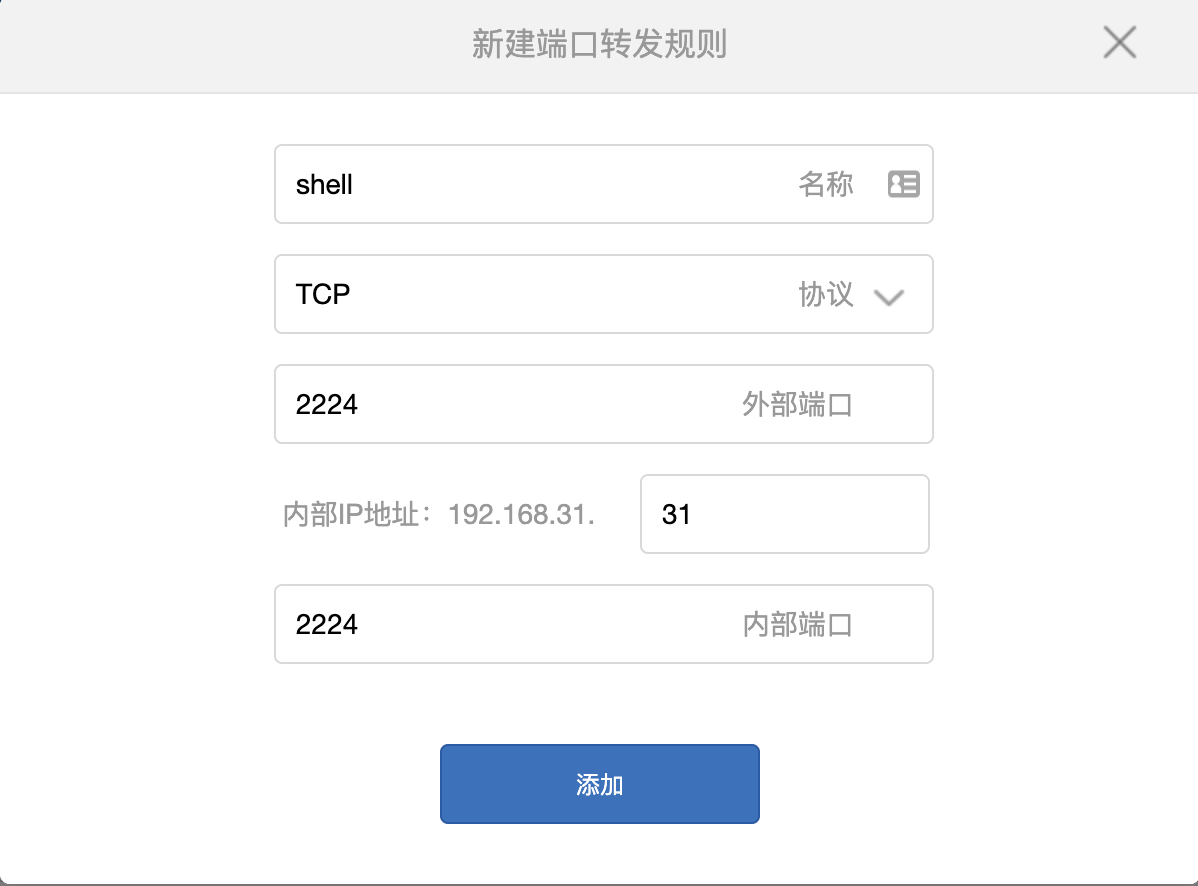 新建端口转发规则
shell 名称
TCP 协议
2224 外部端口
内部IP地址：192.168.31. 31
2224 内部端口
添加